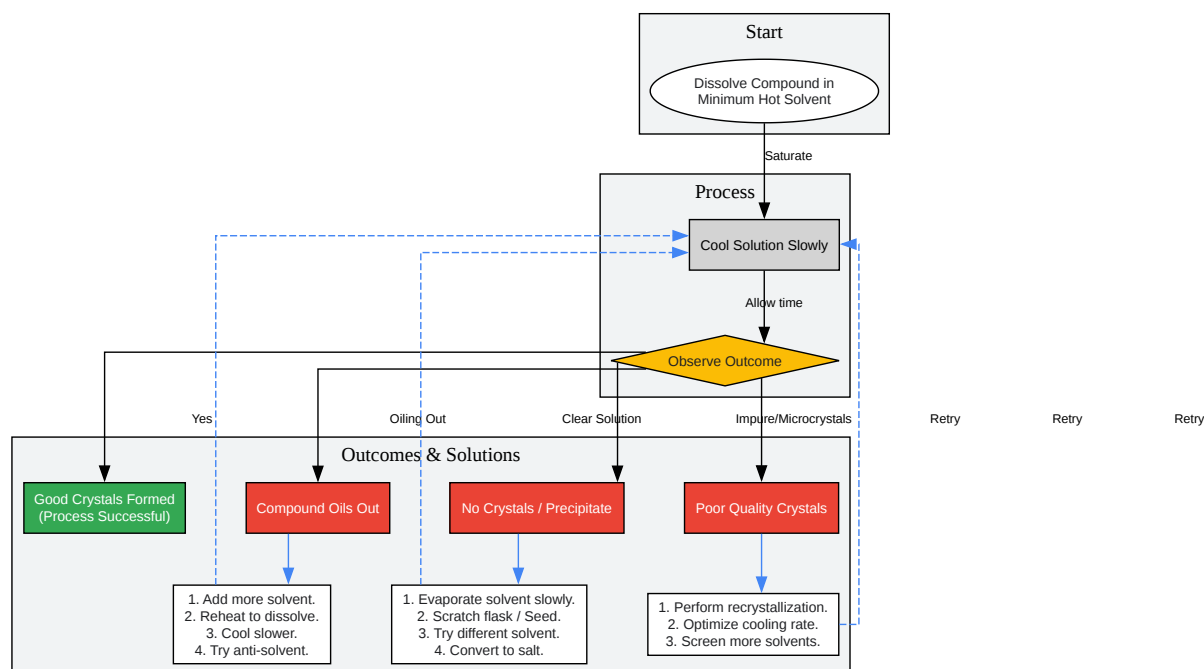 Start
Dissolve Compound in
Minimum Hot Solvent
Saturate
Process
Cool Solution Slowly
Allow time
Observe Outcome
Yes
Oiling Out
Clear Solution
Impure/Microcrystals
Retry
Retry
Retry
Outcomes & Solutions
Good Crystals Formed
(Process Successful)
Compound Oils Out
No Crystals / Precipitate
Poor Quality Crystals
1. Add more solvent.
2. Reheat to dissolve.
3. Cool slower.
4. Try anti-solvent.
1. Evaporate solvent slowly.
2. Scratch flask / Seed.
3. Try different solvent.
4. Convert to salt.
1. Perform recrystallization.
2. Optimize cooling rate.
3. Screen more solvents.